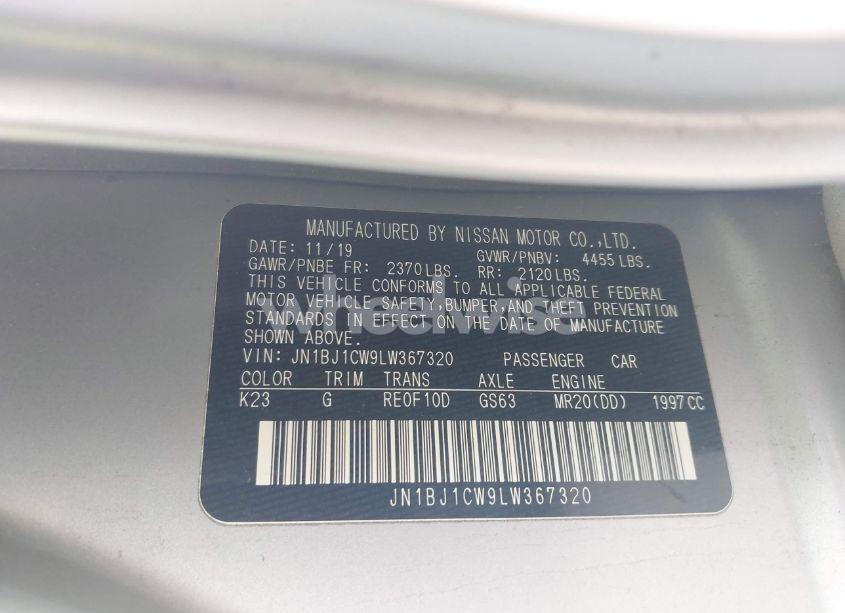 MANUFACTURED BY NISSAN MOTOR CO.,LTD.
DATE: 11/19 GVWR/PNBV: 4455 LBS.
GAWR/PNBE FR: 2370 LBS. RR: 2120 LBS.
THIS VEHICLE CONFORMS TO ALL APPLICABLE FEDERAL
MOTOR VEHICLE SAFETY,BUMPER,AND THEFT PREVENTION
STANDARDS IN EFFECT ON THE DATE OF MANUFACTURE
SHOWN ABOVE.
VIN: JN1BJ1CW9LW367320 PASSENGER CAR
COLOR TRIM TRANS AXLE ENGINE
K23 G RE0F10D GS63 MR20(DD) 1997CC
JN1BJ1CW9LW367320
wheelwise